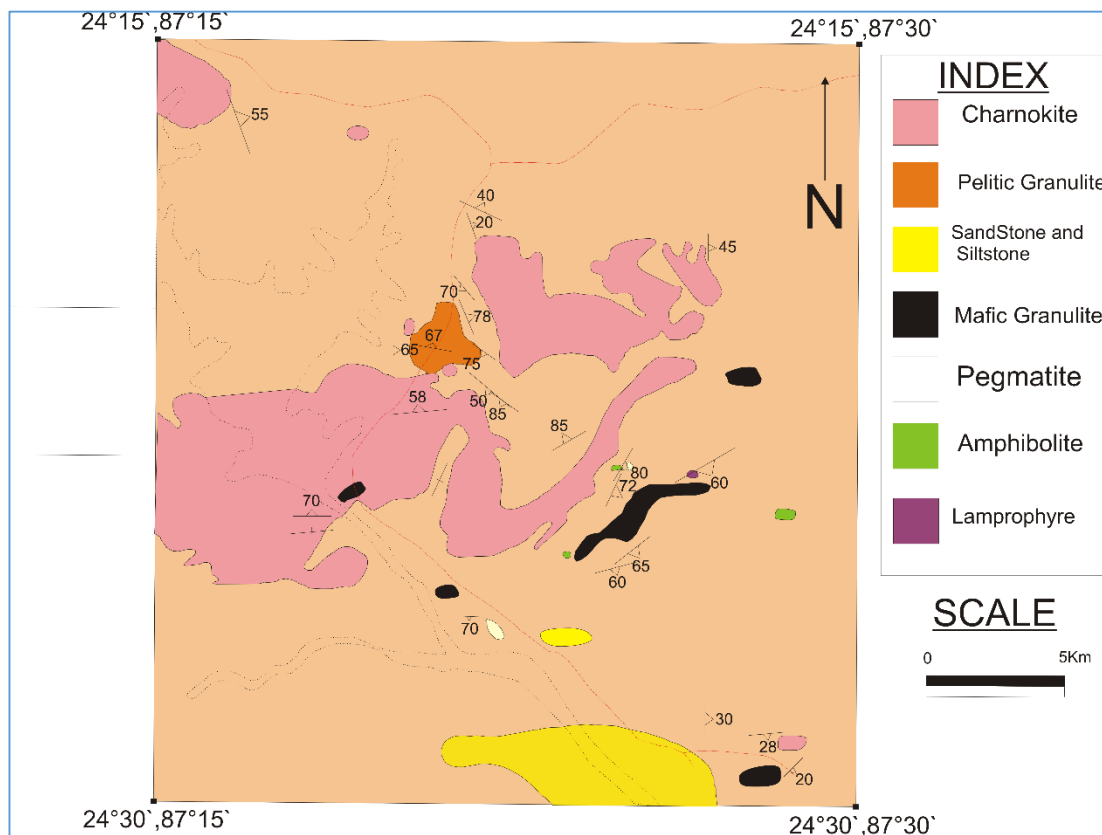 24°15`,87°15`
24°15`,87°30`
INDEX
Charnokite
Pelitic Granulite
SandStone and
Siltstone
Mafic Granulite
Pegmatite
Amphibolite
Lamprophyre
SCALE
0
5Km
N
55
40
20
45
70
78
67
65
75
58
50
85
85
80
72
60
70
65
60
70
30
28
20
24°30`,87°15`
24°30`,87°30`